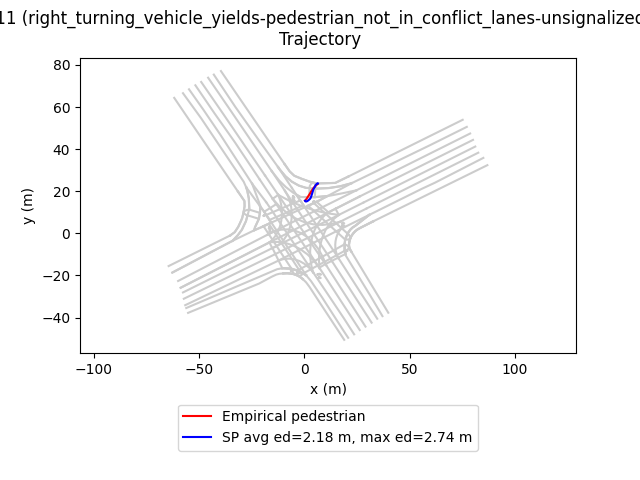 11 (right_turning_vehicle_yields-pedestrian_not_in_conflict_lanes-unsignalized
Trajectory
80
60
40
20
0
−20
−40
y (m)
−100
−50
0
50
100
x (m)
Empirical pedestrian
SP avg ed=2.18 m, max ed=2.74 m